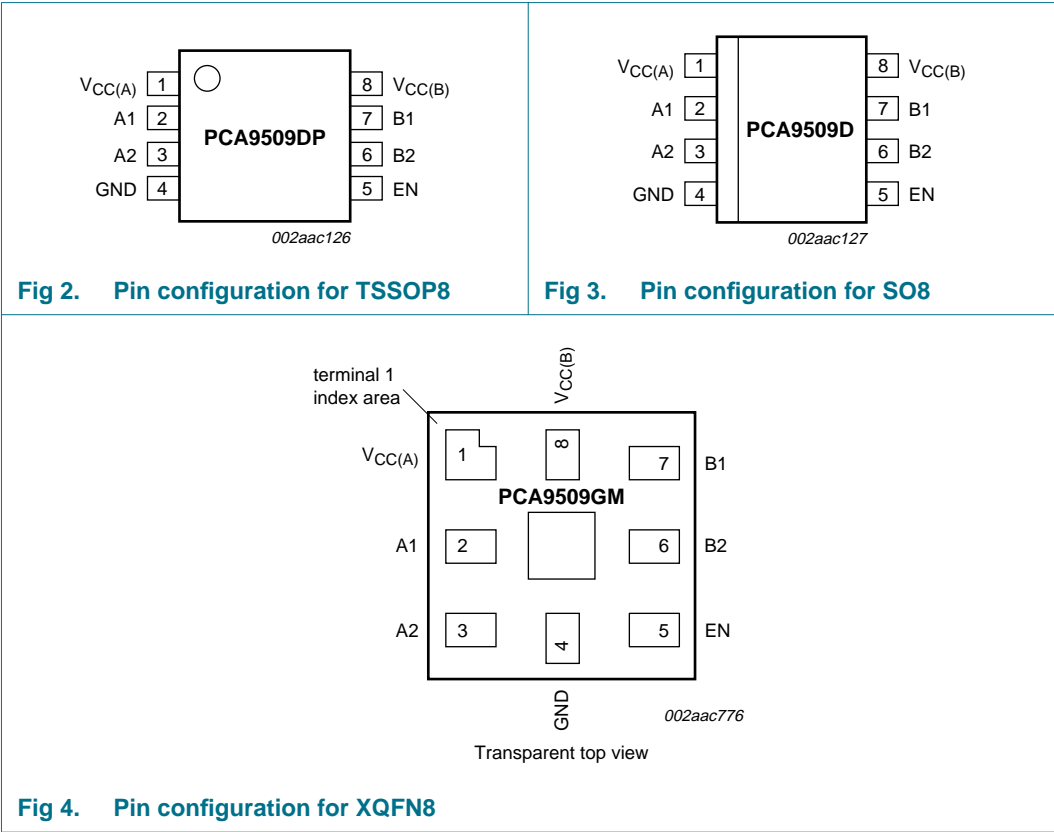 VCC(A) 1 8 VCC(B)
A1 2 7 B1
PCA9509DP
A2 3 6 B2
GND 4 5 EN
002aac126
Fig 2. Pin configuration for TSSOP8
VCC(A) 1 8 VCC(B)
A1 2 7 B1
PCA9509D
A2 3 6 B2
GND 4 5 EN
002aac127
Fig 3. Pin configuration for SO8
terminal 1
index area
VCC(B)
VCC(A) 1 8 7 B1
PCA9509GM
A1 2 6 B2
A2 3 4 5 EN
GND
002aac776
Transparent top view
Fig 4. Pin configuration for XQFN8